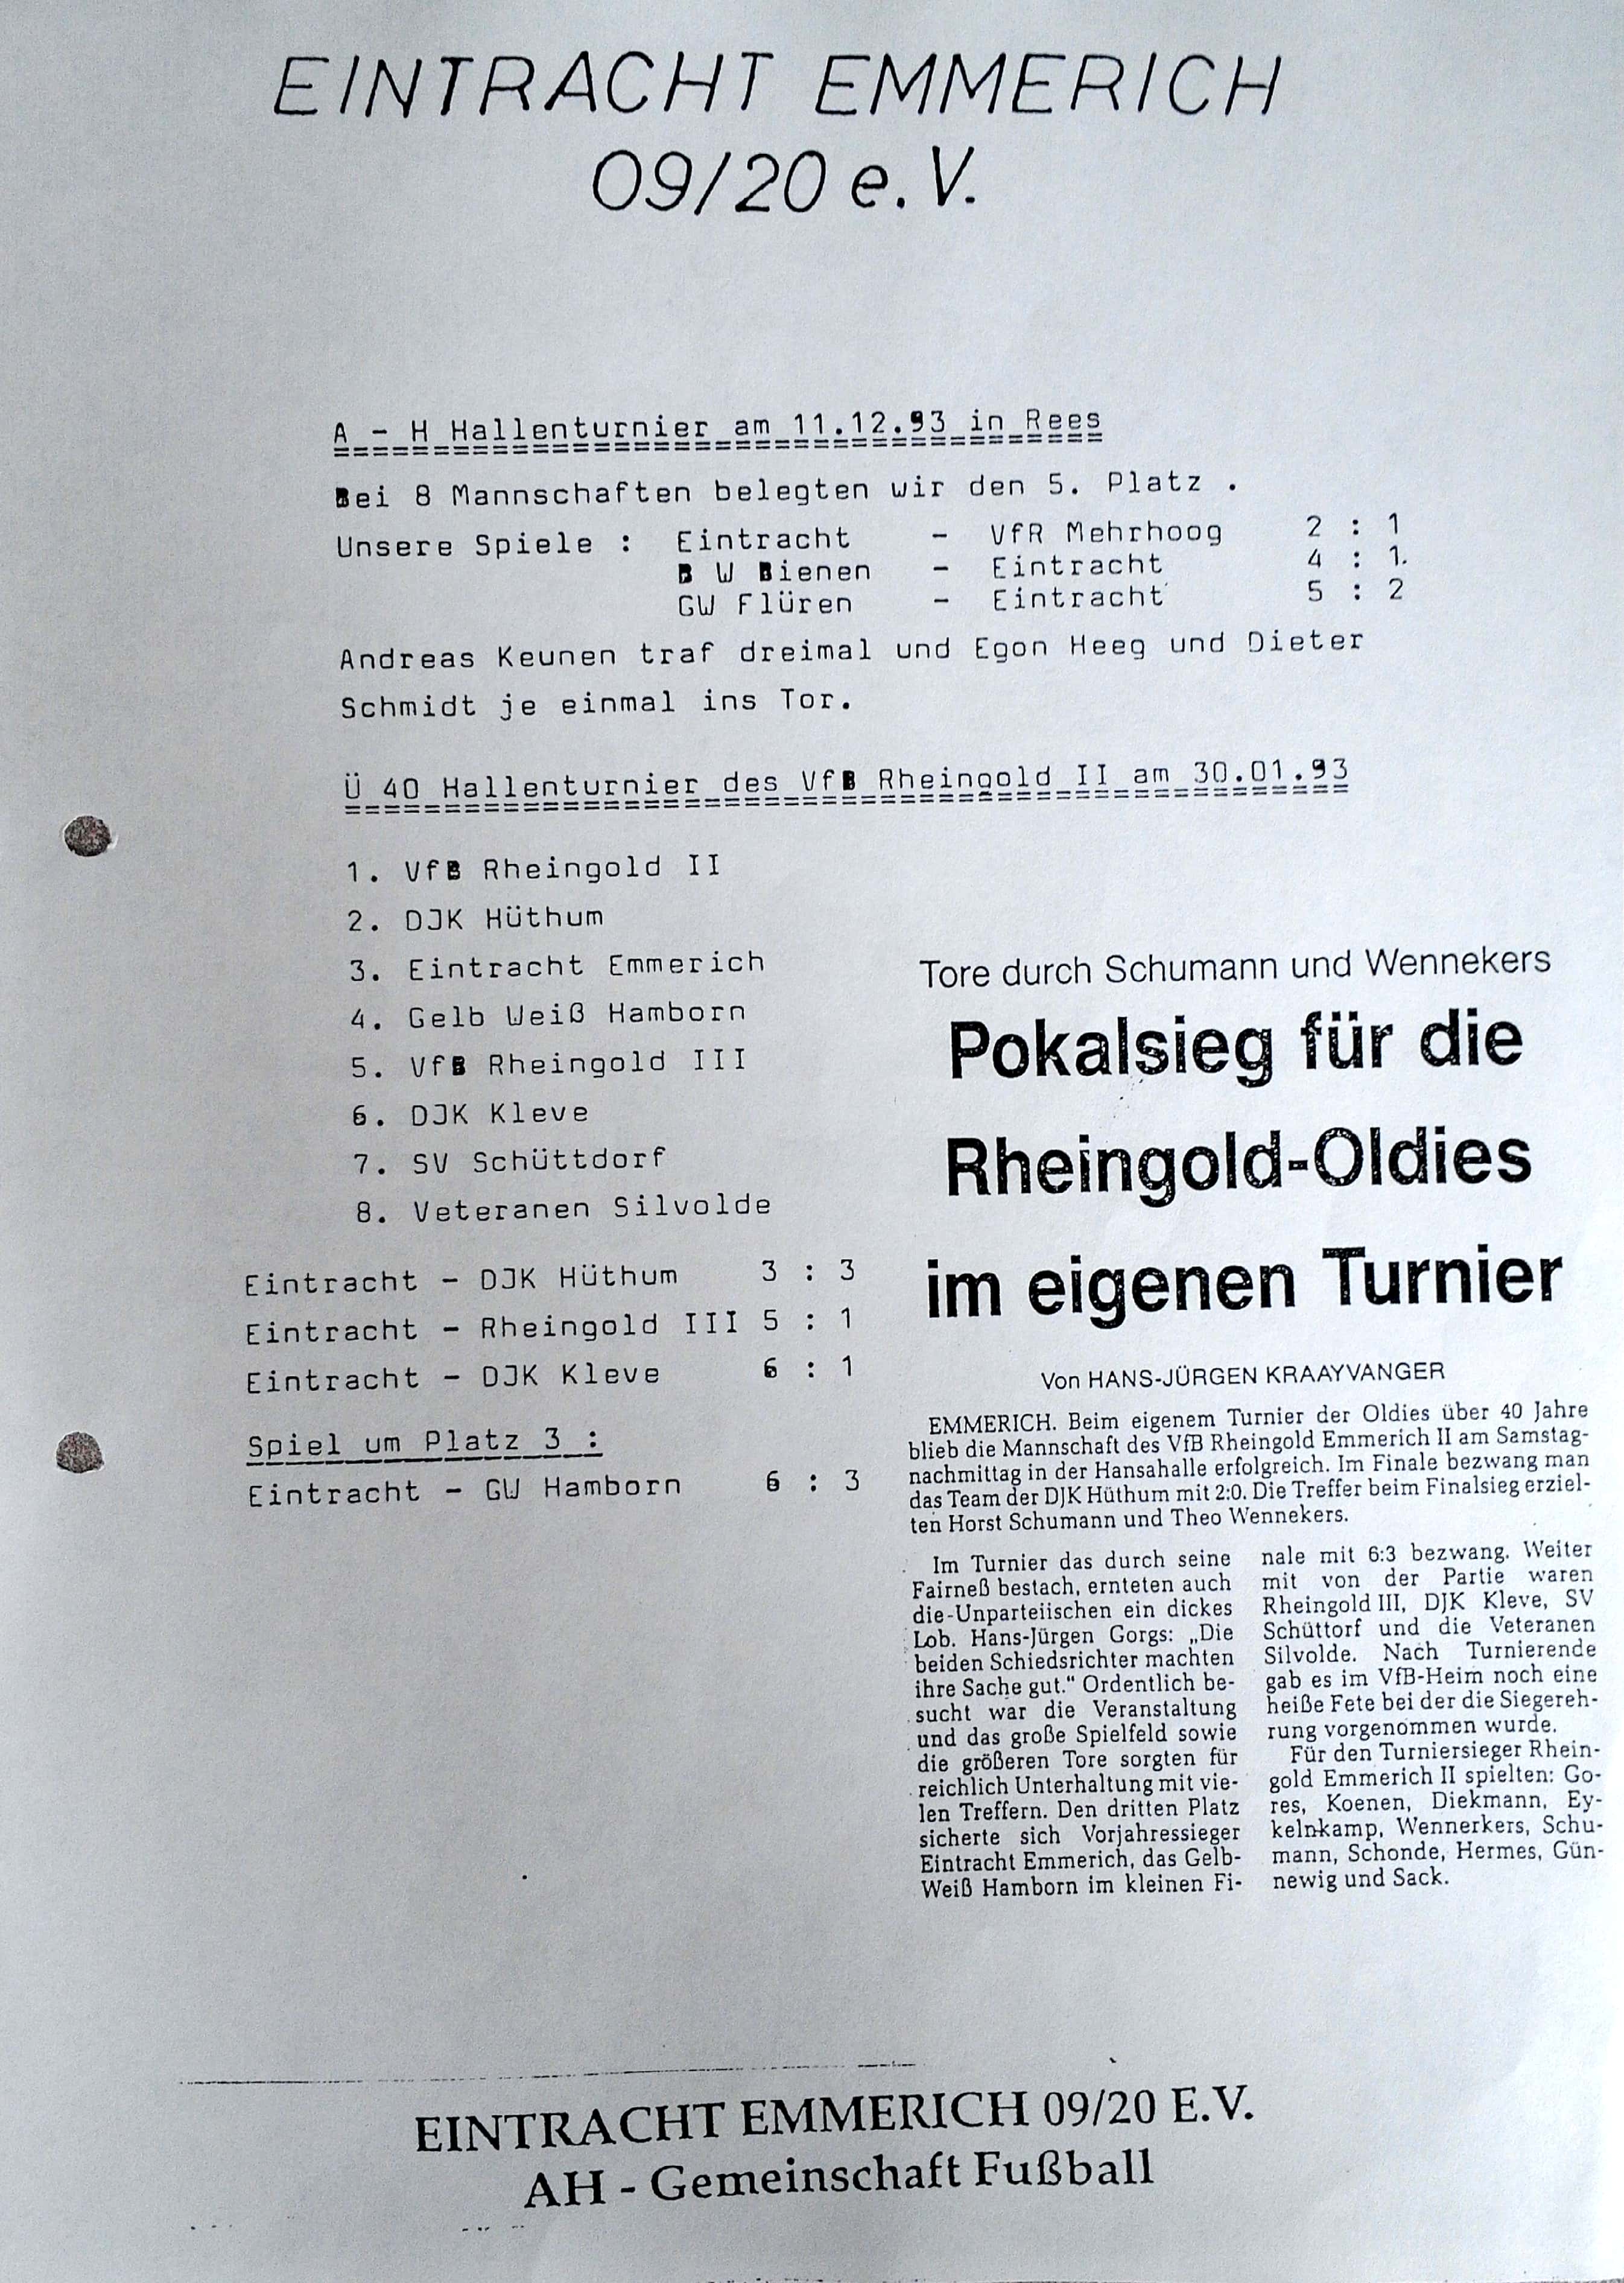 EINTRACHT EMMERICH
09/20 e.V.
A - H Hallenturnier am 11.12.93 in Rees
Bei 8 Mannschaften belegten wir den 5. Platz .
Unsere Spiele : Eintracht - VfR Mehrhoog 2 : 1
B W Bienen - Eintracht 4 : 1.
GW Flüren - Eintracht 5 : 2
Andreas Keunen traf dreimal und Egon Heeg und Dieter
Schmidt je einmal ins Tor.
Ü 40 Hallenturnier des VfB Rheingold II am 30.01.93
1. VfB Rheingold II
2. DJK Hüthum
3. Eintracht Emmerich
4. Gelb Weiß Hamborn
5. VfB Rheingold III
6. DJK Kleve
7. SV Schüttdorf
8. Veteranen Silvolde
Eintracht - DJK Hüthum 3 : 3
Eintracht - Rheingold III 5 : 1
Eintracht - DJK Kleve 6 : 1
Spiel um Platz 3 :
Eintracht - GW Hamborn 6 : 3
Tore durch Schumann und Wennekers
Pokalsieg für die
Rheingold-Oldies
im eigenen Turnier
Von HANS-JÜRGEN KRAAYVANGER
EMMERICH. Beim eigenem Turnier der Oldies über 40 Jahre
blieb die Mannschaft des VfB Rheingold Emmerich II am Samstag-
nachmittag in der Hansahalle erfolgreich. Im Finale bezwang man
das Team der DJK Hüthum mit 2:0. Die Treffer beim Finalsieg erziel-
ten Horst Schumann und Theo Wennekers.
Im Turnier das durch seine
Fairneß bestach, ernteten auch
die-Unparteiischen ein dickes
Lob. Hans-Jürgen Gorgs: „Die
beiden Schiedsrichter machten
ihre Sache gut.“ Ordentlich be-
sucht war die Veranstaltung
und das große Spielfeld sowie
die größeren Tore sorgten für
reichlich Unterhaltung mit vie-
len Treffern. Den dritten Platz
sicherte sich Vorjahressieger
Eintracht Emmerich, das Gelb-
Weiß Hamborn im kleinen Fi-
nale mit 6:3 bezwang. Weiter
mit von der Partie waren
Rheingold III, DJK Kleve, SV
Schüttorf und die Veteranen
Silvolde. Nach Turnierende
gab es im VfB-Heim noch eine
heiße Fete bei der die Siegereh-
rung vorgenommen wurde.
Für den Turniersieger Rhein-
gold Emmerich II spielten: Go-
res, Koenen, Diekmann, Ey-
kelnkamp, Wennerkers, Schu-
mann, Schonde, Hermes, Gün-
newig und Sack.
EINTRACHT EMMERICH 09/20 E.V.
AH - Gemeinschaft Fußball